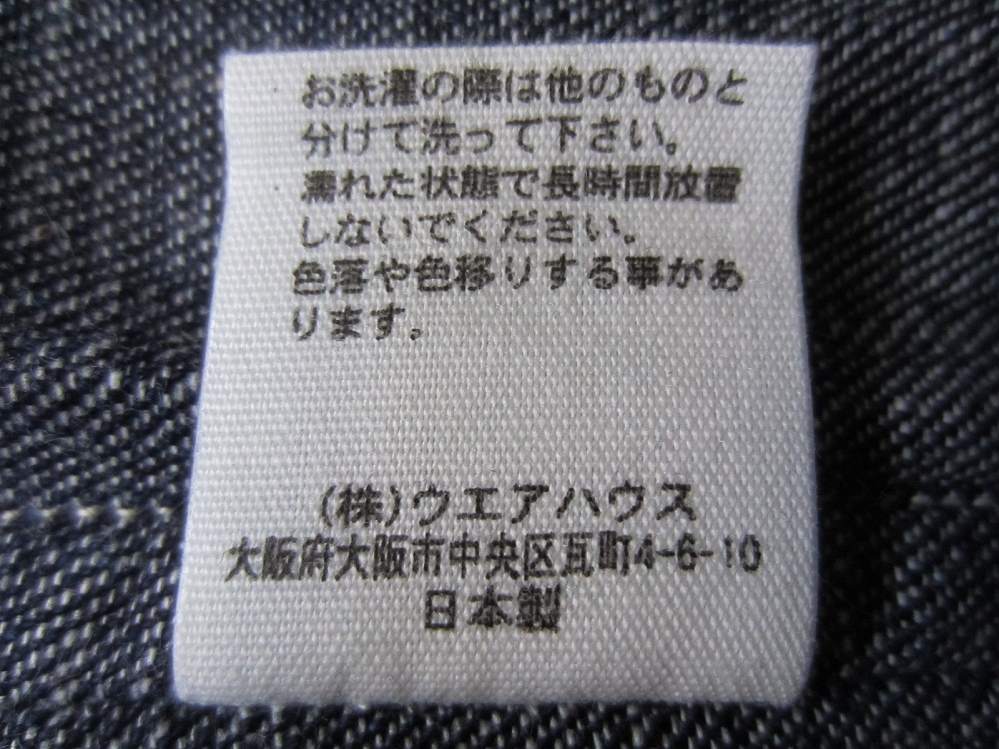 お洗濯の際は他のものと
分けて洗って下さい。
濡れた状態で長時間放置
しないでください。
色落や色移りする事があ
ります。
(株)ウエアハウス
大阪府大阪市中央区瓦町4-6-10
日本製